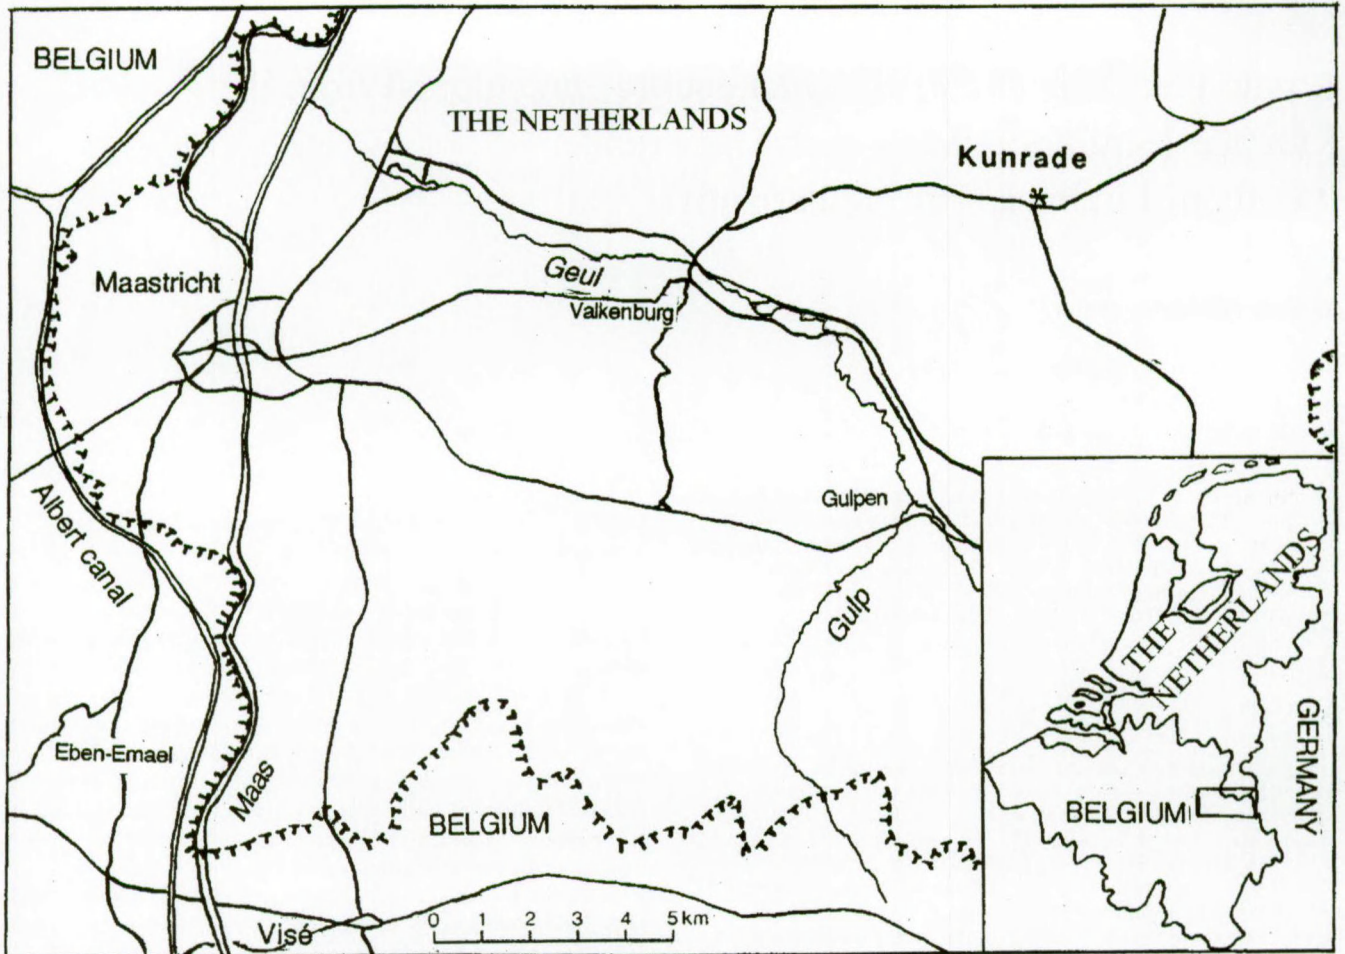 BELGIUM
THE NETHERLANDS
Kunrade
*
Maastricht
Geul
Valkenburg
Gulpen
Albert canal
Gulp
Eben-Emael
Maas
BELGIUM
Visé
0 1 2 3 4 5 km
THE
NETHERLANDS
GERMANY
BELGIUM